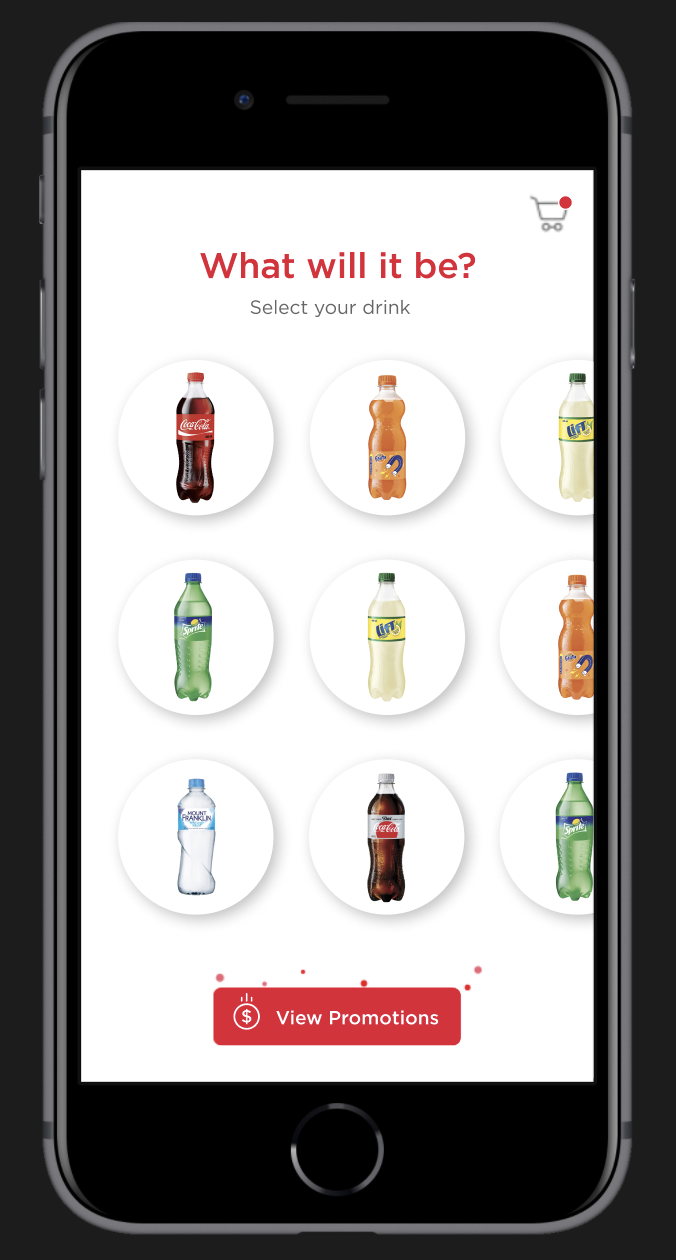 What will it be?
Select your drink
Coca-Cola
Fanta
LiFT
Sprite
LiFT
Fanta
MOUNT
FRANKLIN
Diet
Coca-Cola
Sprite
$ View Promotions